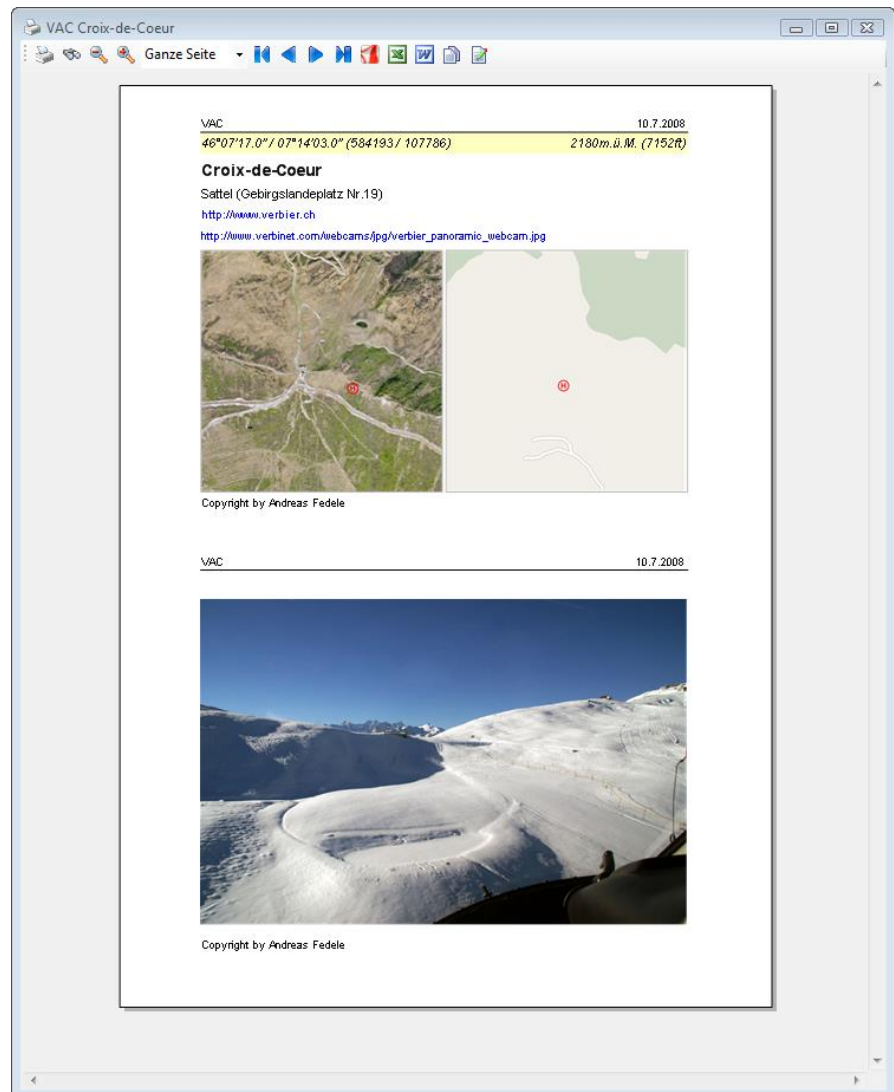 VAC Croix-de-Coeur
Ganze Seite
VAC 10.7.2008
46°07'17.0" / 07°14'03.0" (584193 / 107786) 2180m.ü.M. (7152ft)
Croix-de-Coeur
Sattel (Gebirgslandeplatz Nr.19)
http://www.verbier.ch
http://www.verbinet.com/webcams/jpg/verbier_panoramic_webcam.jpg
H H
Copyright by Andreas Fedele
VAC 10.7.2008
Copyright by Andreas Fedele